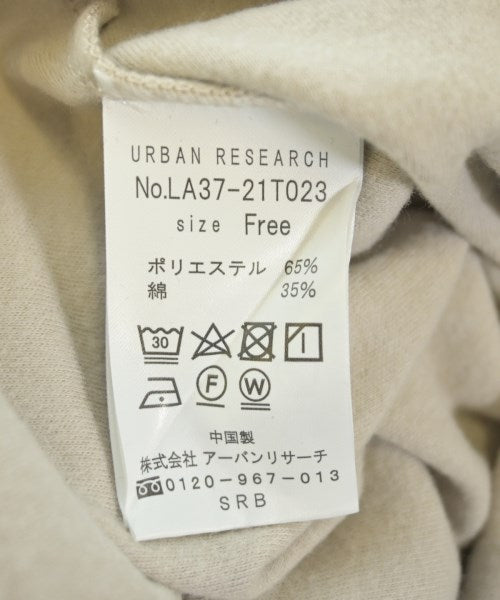 URBAN RESEARCH
No.LA37-21T023
size Free
ポリエステル 65%
綿 35%
30
F W
中国製
株式会社 アーバンリサーチ
0120-967-013
SRB